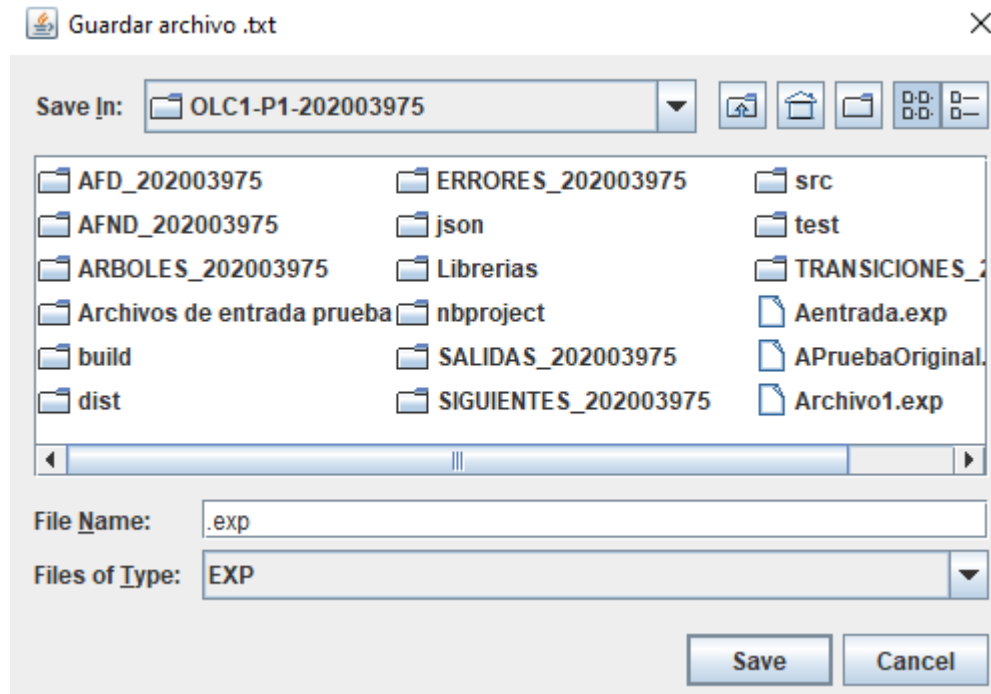 Guardar archivo .txt
Save In: OLC1-P1-202003975
AFD_202003975 ERRORES_202003975 src
AFND_202003975 json test
ARBOLES_202003975 Librerias TRANSICIONES_
Archivos de entrada prueba nbproject Aentrada.exp
build SALIDAS_202003975 APruebaOriginal.
dist SIGUIENTES_202003975 Archivo1.exp
File Name: .exp
Files of Type: EXP
Save Cancel